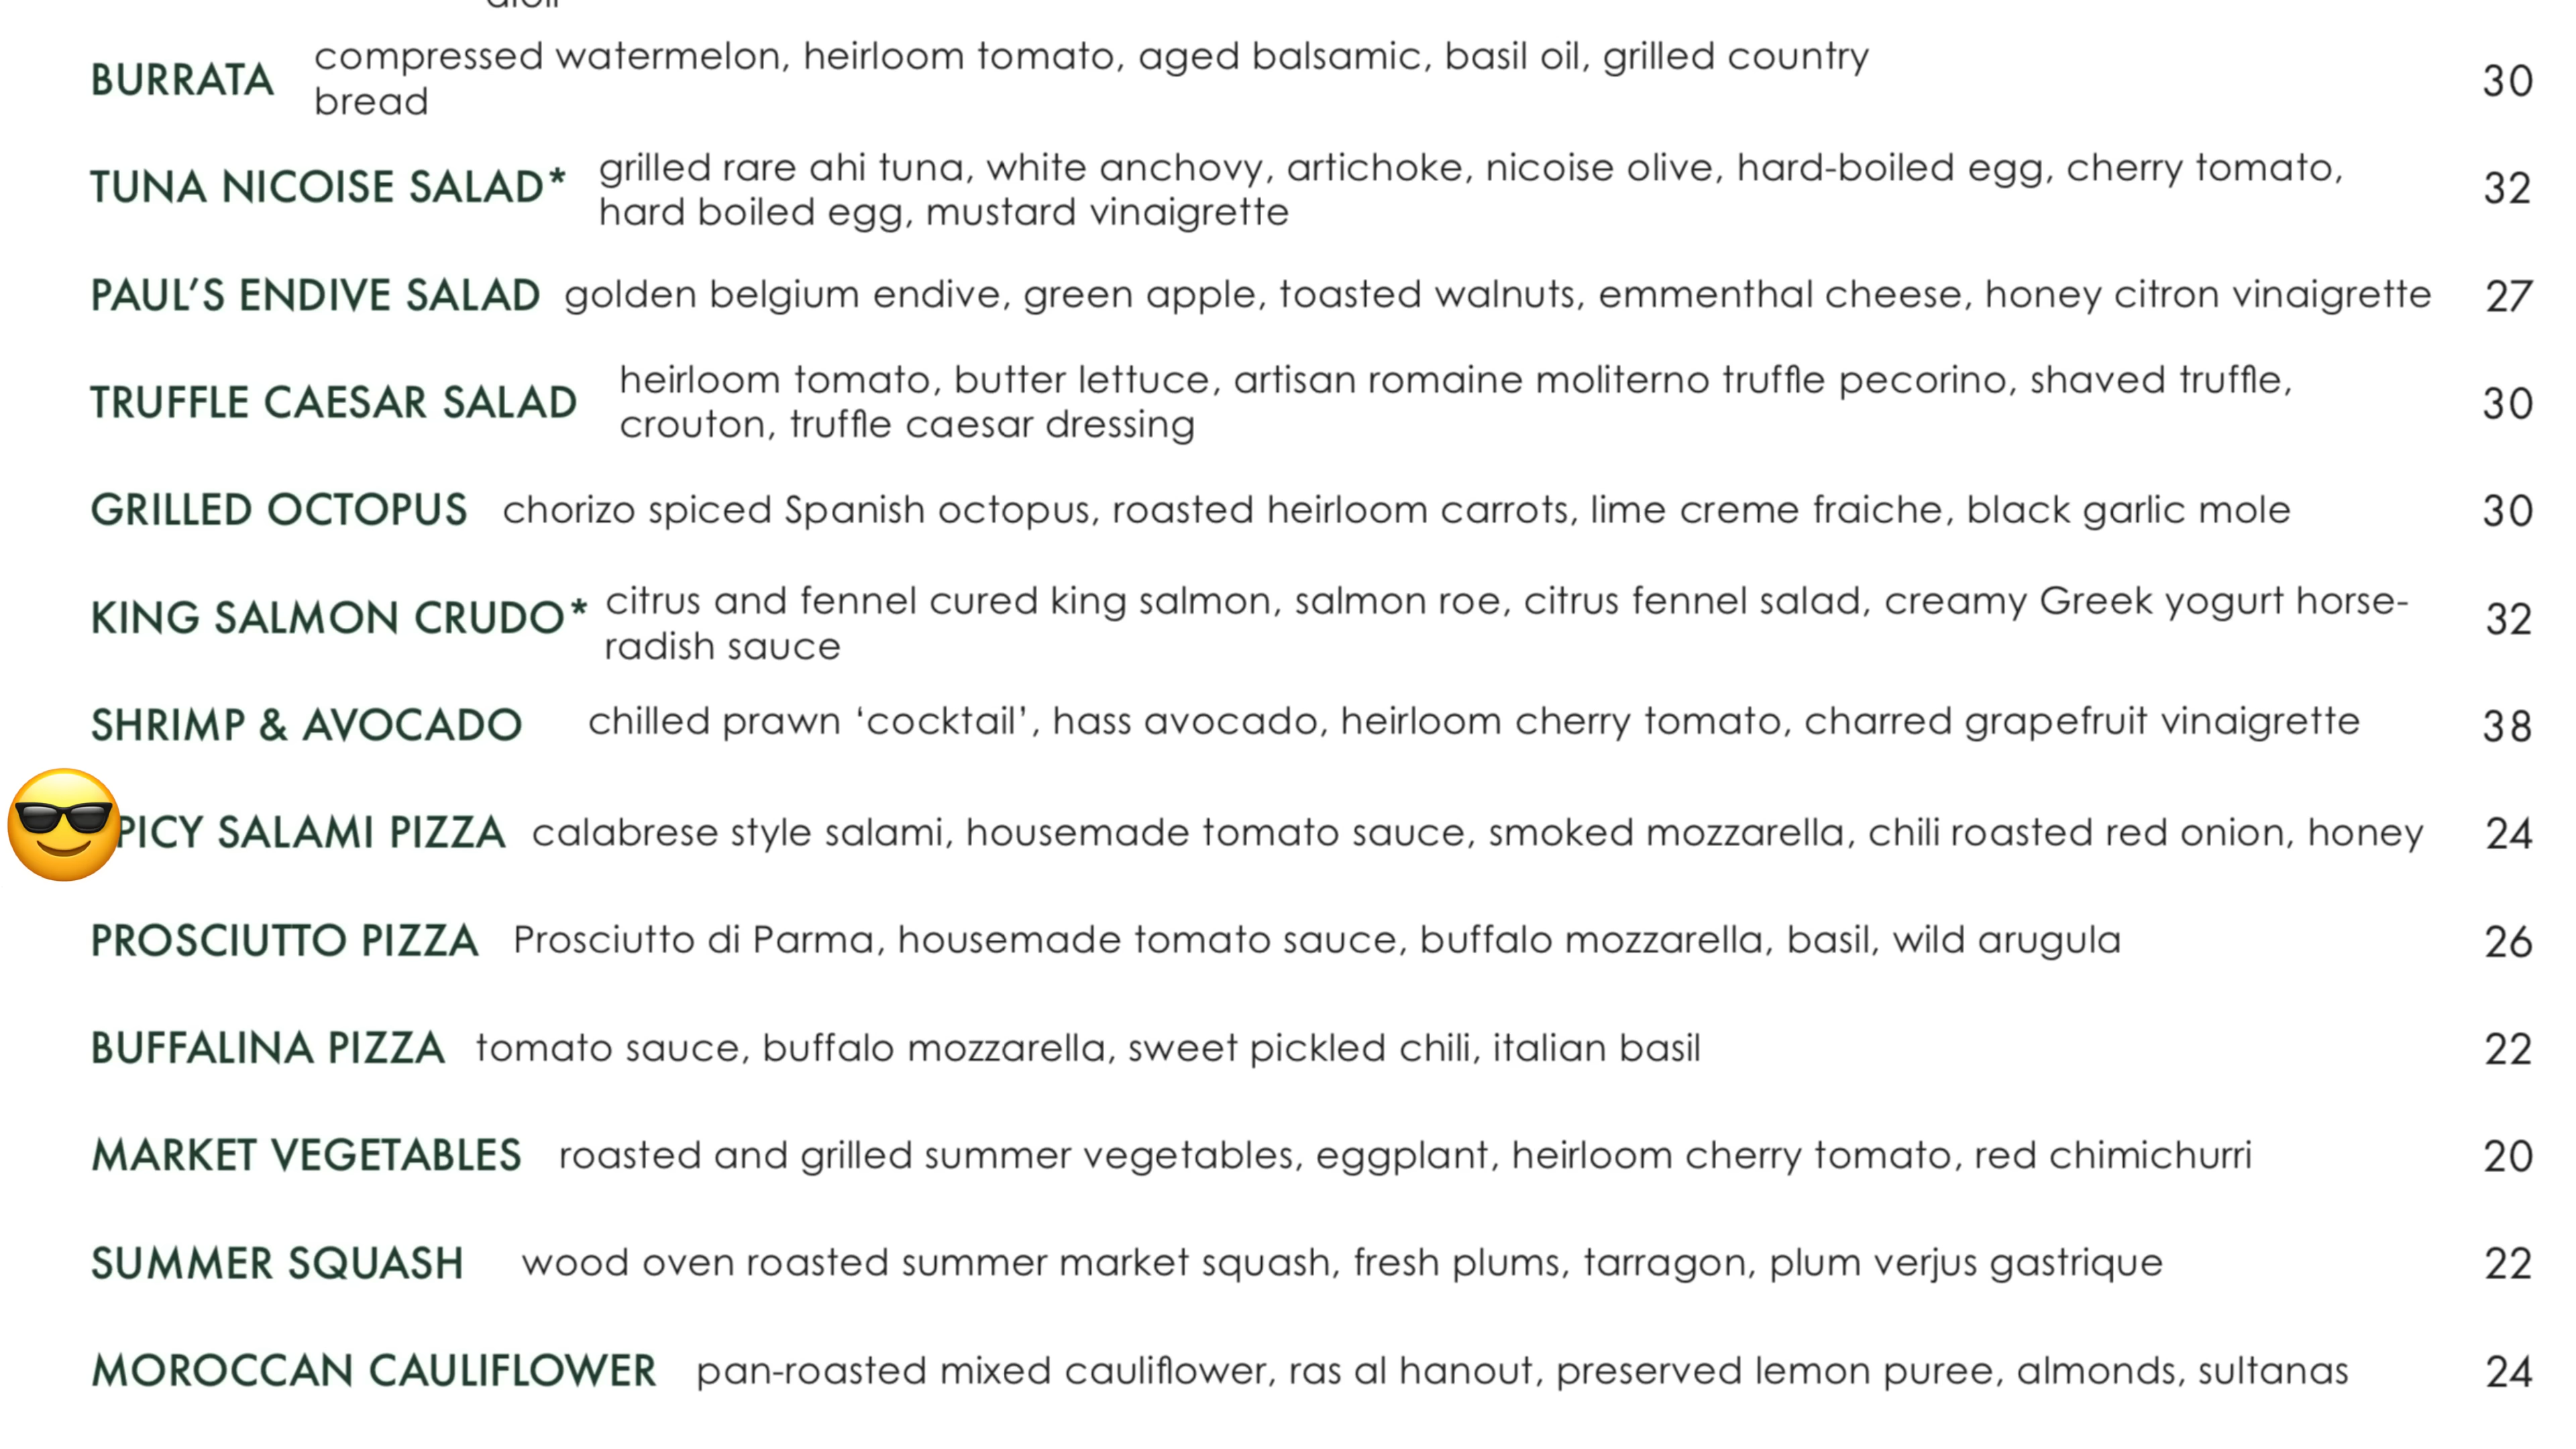 BURRATA compressed watermelon, heirloom tomato, aged balsamic, basil oil, grilled country
bread 30
TUNA NICOISE SALAD* grilled rare ahi tuna, white anchovy, artichoke, nicoise olive, hard-boiled egg, cherry tomato,
hard boiled egg, mustard vinaigrette 32
PAUL’S ENDIVE SALAD golden belgium endive, green apple, toasted walnuts, emmenthal cheese, honey citron vinaigrette 27
TRUFFLE CAESAR SALAD heirloom tomato, butter lettuce, artisan romaine moliterno truffle pecorino, shaved truffle,
crouton, truffle caesar dressing 30
GRILLED OCTOPUS chorizo spiced Spanish octopus, roasted heirloom carrots, lime creme fraiche, black garlic mole 30
KING SALMON CRUDO* citrus and fennel cured king salmon, salmon roe, citrus fennel salad, creamy Greek yogurt horse-
radish sauce 32
SHRIMP & AVOCADO chilled prawn ‘cocktail’, hass avocado, heirloom cherry tomato, charred grapefruit vinaigrette 38
PICY SALAMI PIZZA calabrese style salami, housemade tomato sauce, smoked mozzarella, chili roasted red onion, honey 24
PROSCIUTTO PIZZA Prosciutto di Parma, housemade tomato sauce, buffalo mozzarella, basil, wild arugula 26
BUFFALINA PIZZA tomato sauce, buffalo mozzarella, sweet pickled chili, italian basil 22
MARKET VEGETABLES roasted and grilled summer vegetables, eggplant, heirloom cherry tomato, red chimichurri 20
SUMMER SQUASH wood oven roasted summer market squash, fresh plums, tarragon, plum verjus gastrique 22
MOROCCAN CAULIFLOWER pan-roasted mixed cauliflower, ras al hanout, preserved lemon puree, almonds, sultanas 24